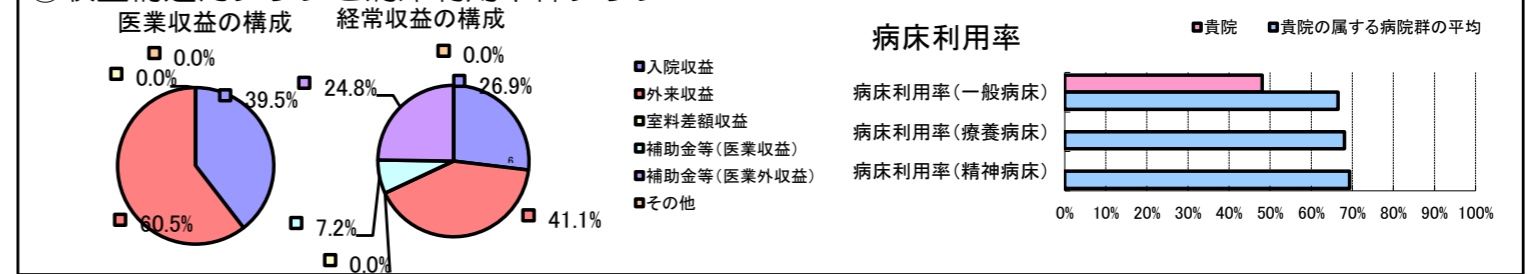 医業収益の構成
0.0%
0.0%
39.5%
60.5%
経常収益の構成
0.0%
24.8%
26.9%
6
7.2%
41.1%
0.0%
入院収益
外来収益
室料差額収益
補助金等(医業収益)
補助金等(医業外収益)
その他
病床利用率
貴院
貴院の属する病院群の平均
病床利用率(一般病床)
病床利用率(療養病床)
病床利用率(精神病床)
0% 10% 20% 30% 40% 50% 60% 70% 80% 90% 100%